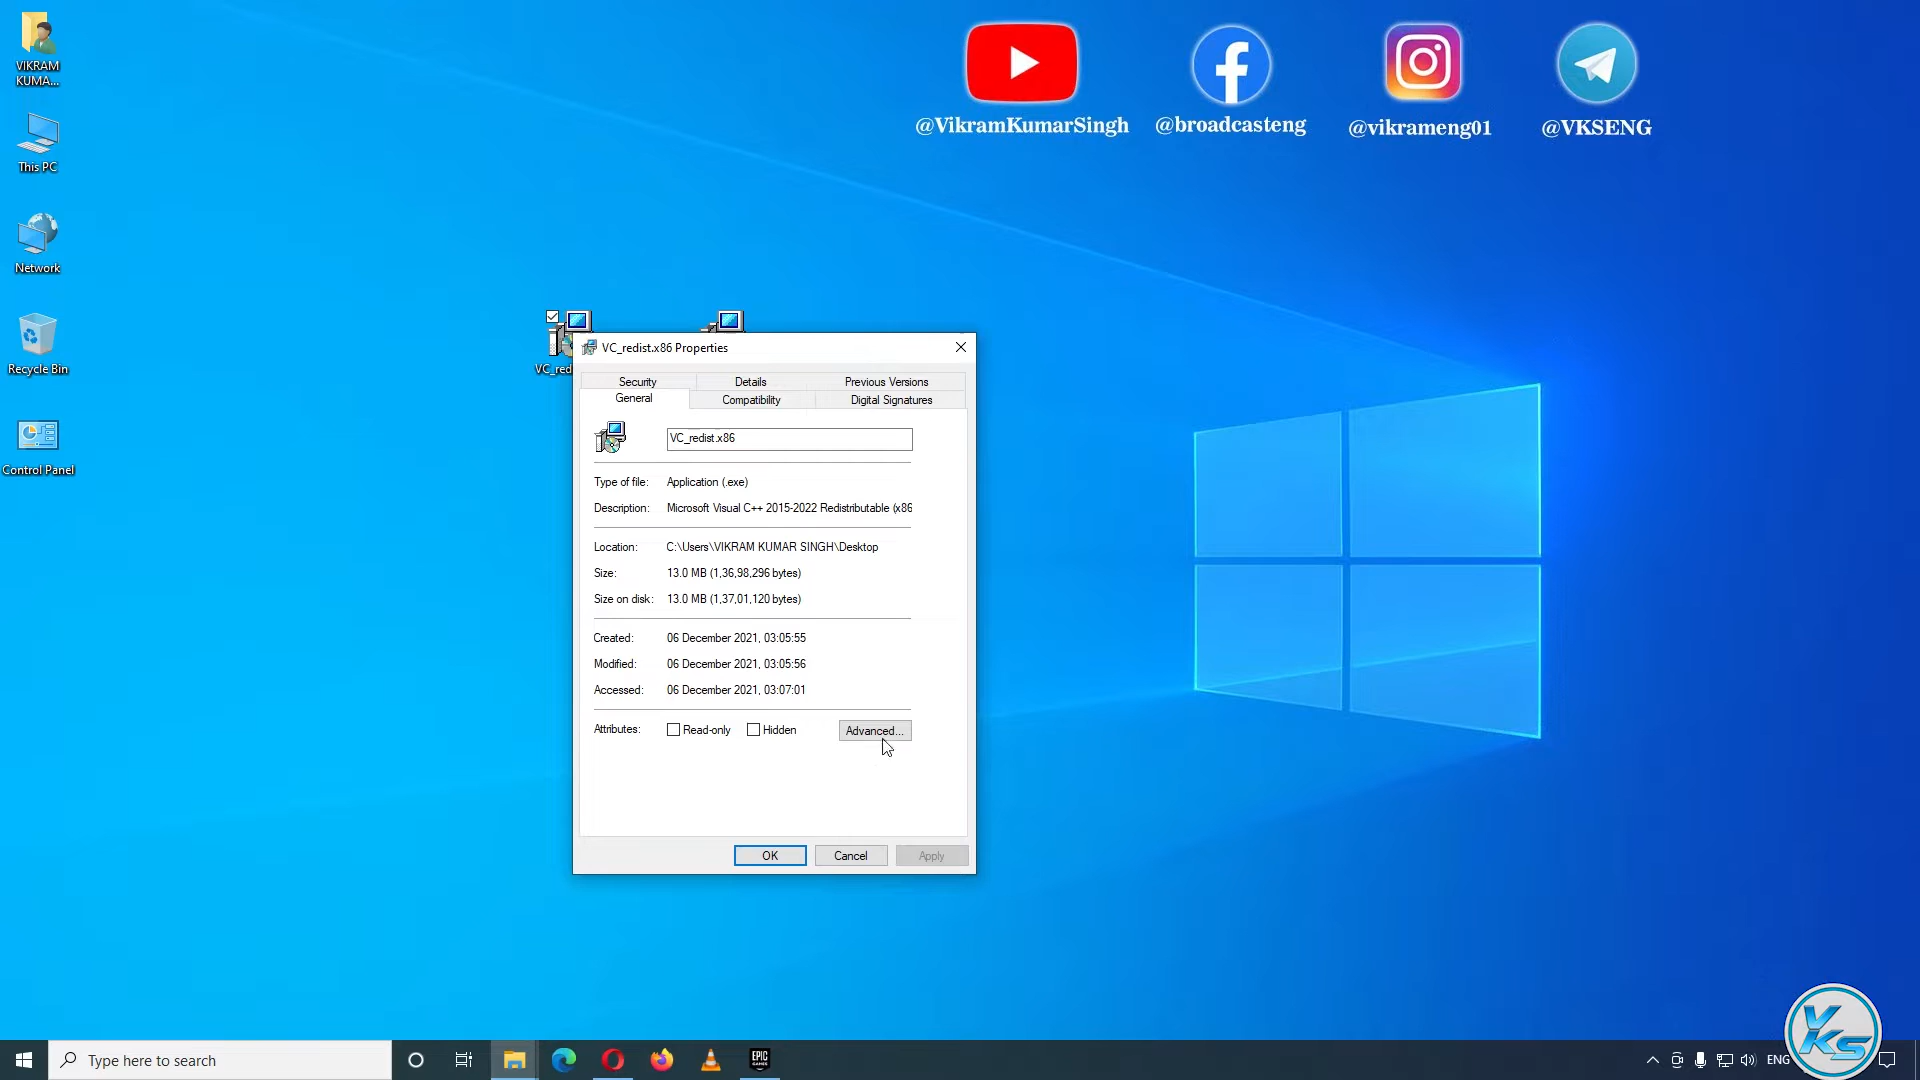 VIKRAM
KUMA...
This PC
Network
Recycle Bin
Control Panel
@VikramKumarSingh
@broadcasteng
@vikrameng01
@VKSENG
VC_red
VC_redist.x86 Properties
Security
Details
Previous Versions
General
Compatibility
Digital Signatures
VC_redist.x86
Type of file: Application (.exe)
Description: Microsoft Visual C++ 2015-2022 Redistributable (x86
Location: C:\Users\VIKRAM KUMAR SINGH\Desktop
Size: 13.0 MB (1,36,98,296 bytes)
Size on disk: 13.0 MB (1,37,01,120 bytes)
Created: 06 December 2021, 03:05:55
Modified: 06 December 2021, 03:05:56
Accessed: 06 December 2021, 03:07:01
Attributes: Read-only Hidden Advanced...
OK
Cancel
Apply
Type here to search
EPIC
GAMES
ENG
VKS